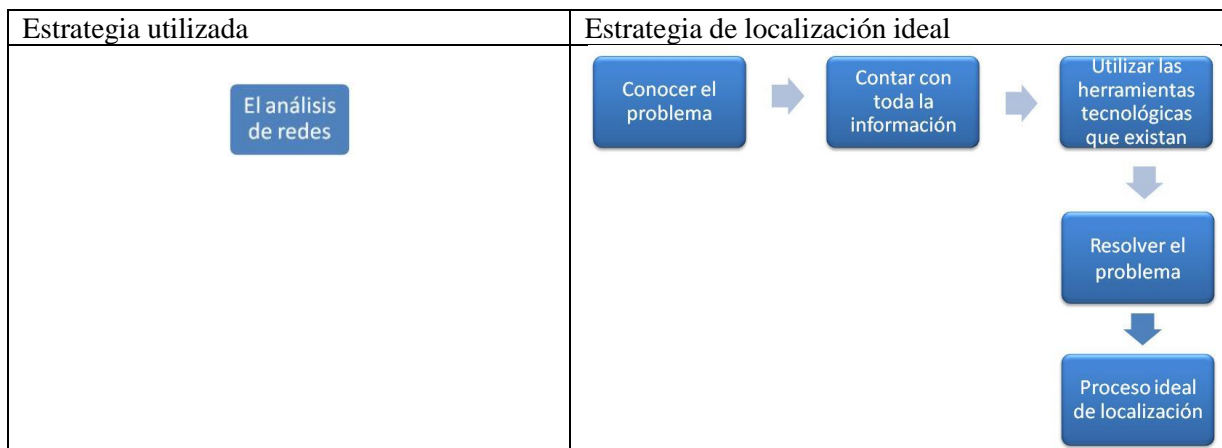 Estrategia utilizada
Estrategia de localización ideal
El análisis
de redes
Conocer el
problema
Contar con
toda la
información
Utilizar las
herramientas
tecnológicas
que existan
Resolver el
problema
Proceso ideal
de localización